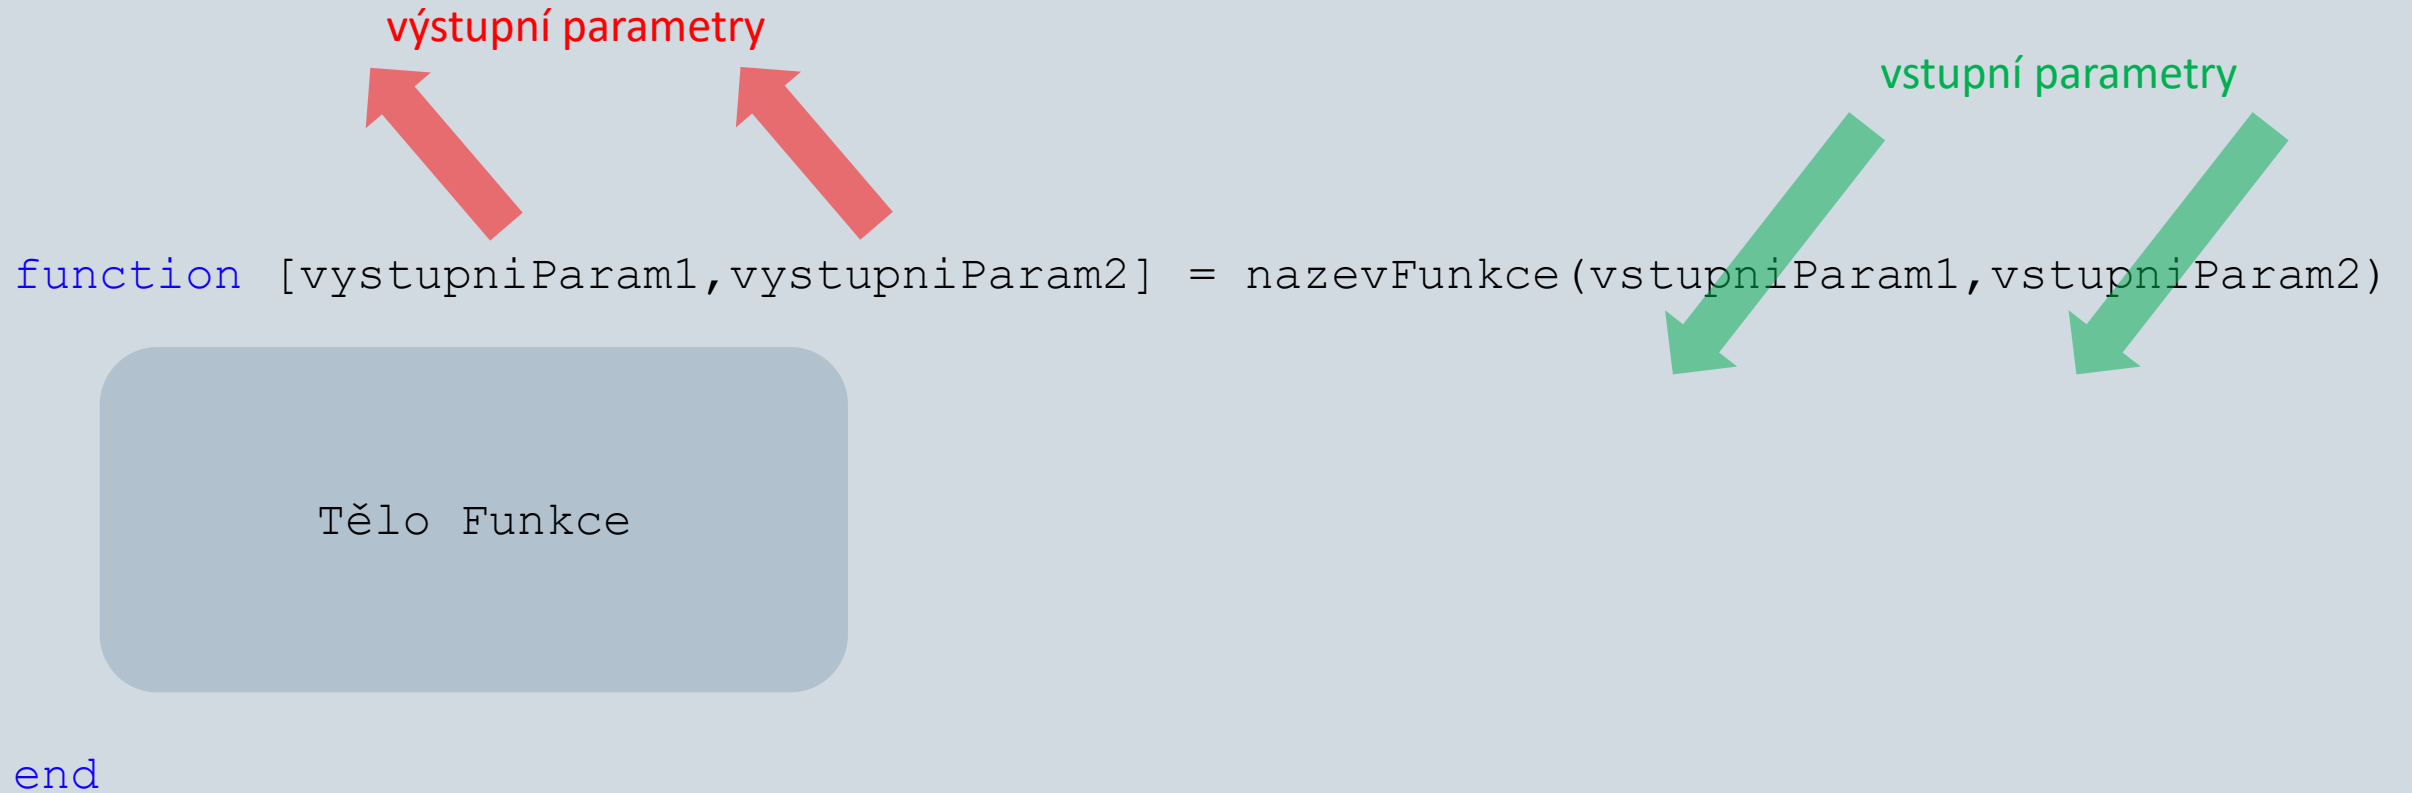 výstupní parametry
vstupní parametry
function [vystupniParam1,vystupniParam2] = nazevFunkce(vstupniParam1,vstupniParam2)
Tělo Funkce
end